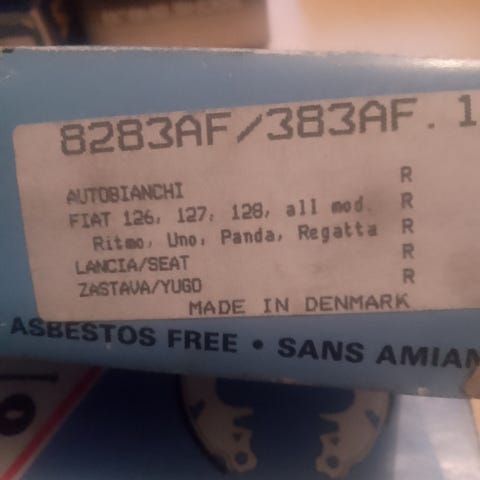 8283AF/383AF.1
AUTOBIANCHI R
FIAT 126, 127, 128, all mod. R
Ritmo, Uno, Panda, Regatta R
LANCIA/SEAT R
ZASTAVA/YUGO R
MADE IN DENMARK
ASBESTOS FREE • SANS AMIAN